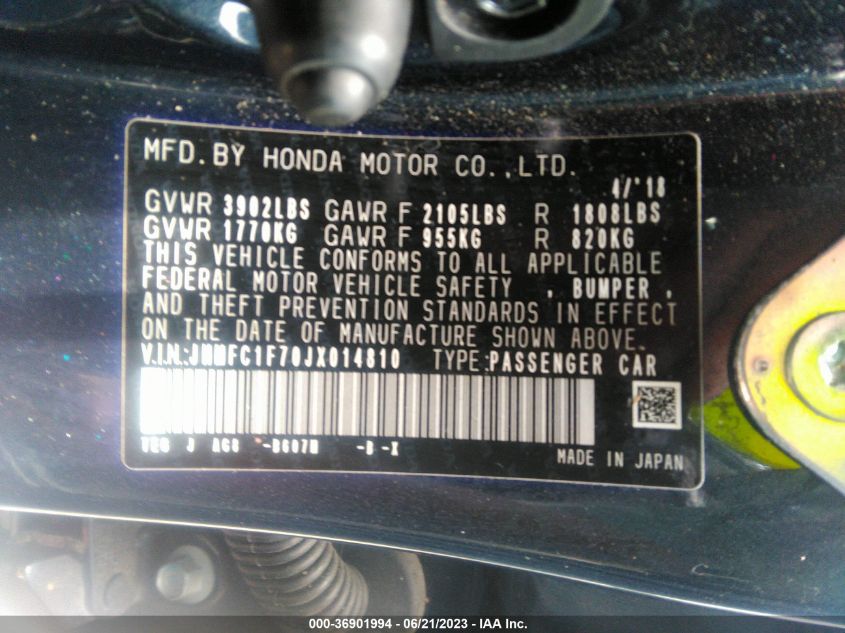 MFD. BY HONDA MOTOR CO., LTD.
4/'18
GVWR 3902LBS GAWR F 2105LBS R 1808LBS
GVWR 1770KG GAWR F 955KG R 820KG
THIS VEHICLE CONFORMS TO ALL APPLICABLE
FEDERAL MOTOR VEHICLE SAFETY , BUMPER ,
AND THEFT PREVENTION STANDARDS IN EFFECT
ON THE DATE OF MANUFACTURE SHOWN ABOVE.
V.I.N.: TYPE:PASSENGER CAR
J AG8 -B607M -B -X
MADE IN JAPAN
000-36901994 - 06/21/2023 - IAA Inc.